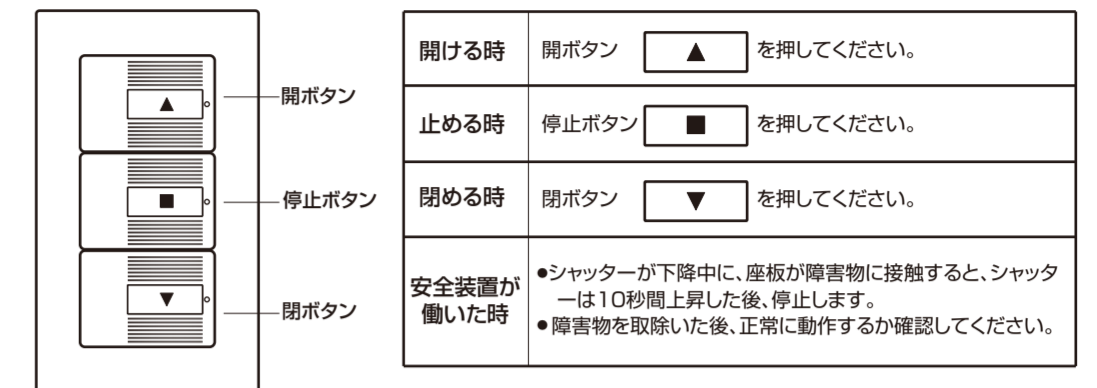 開ボタン
停止ボタン
閉ボタン
開ける時 開ボタン ▲ を押してください。
止める時 停止ボタン ■ を押してください。
閉める時 閉ボタン ▼ を押してください。
安全装置が
働いた時
●シャッターが下降中に、座板が障害物に接触すると、シャッタ
ーは10秒間上昇した後、停止します。
●障害物を取除いた後、正常に動作するか確認してください。